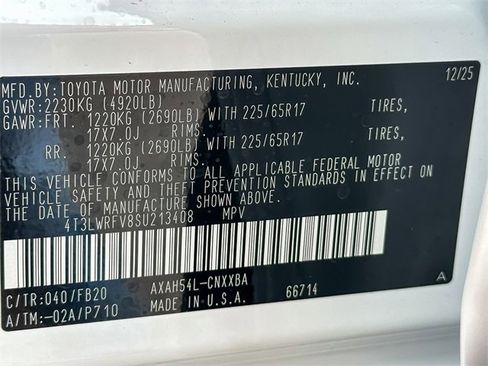 MFD.BY:TOYOTA MOTOR MANUFACTURING, KENTUCKY, INC. 12/25
GVWR:2230KG (4920LB)
GAWR:FRT. 1220KG (2690LB) WITH 225/65R17 TIRES,
17X7.0J RIMS.
RR. 1220KG (2690LB) WITH 225/65R17 TIRES,
17X7.0J RIMS.
THIS VEHICLE CONFORMS TO ALL APPLICABLE FEDERAL MOTOR
VEHICLE SAFETY AND THEFT PREVENTION STANDARDS IN EFFECT
ON THE DATE OF MANUFACTURE SHOWN ABOVE.
4T3LWRFV8SU213408 MPV
C/TR:040/FB20 AXAH54L-CNXXBA
A/TM:-02A/P710 MADE IN U.S.A. 66714 A